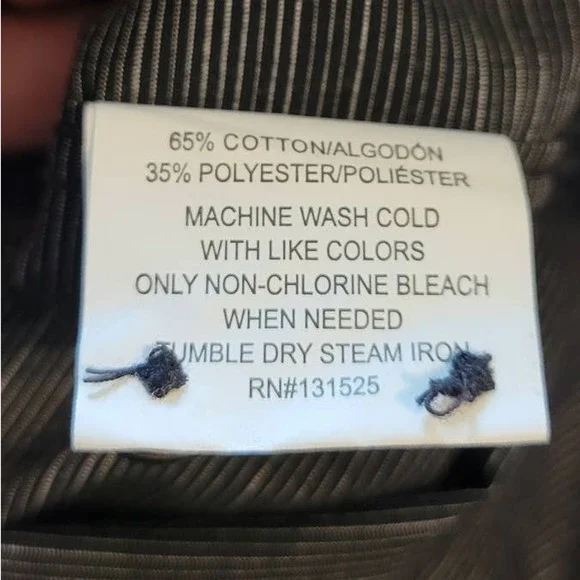 65% COTTON/ALGODÓN
35% POLYESTER/POLIÉSTER
MACHINE WASH COLD
WITH LIKE COLORS
ONLY NON-CHLORINE BLEACH
WHEN NEEDED
TUMBLE DRY STEAM IRON
RN#131525